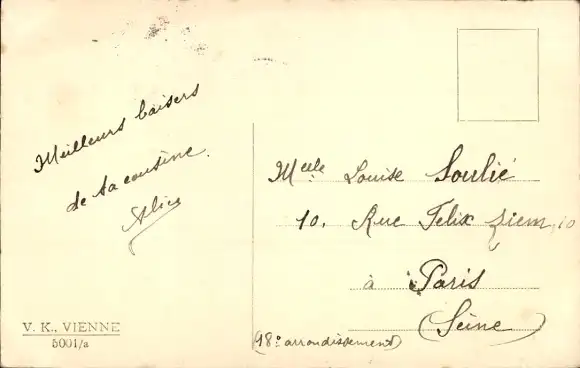 Meilleurs baisers
de ta cousine.
Alice
V. K., VIENNE
5001/a
Melle Louise Soulié
10. Rue Felix Ziem, 10
à Paris
(Seine)
(18e arrondissement)